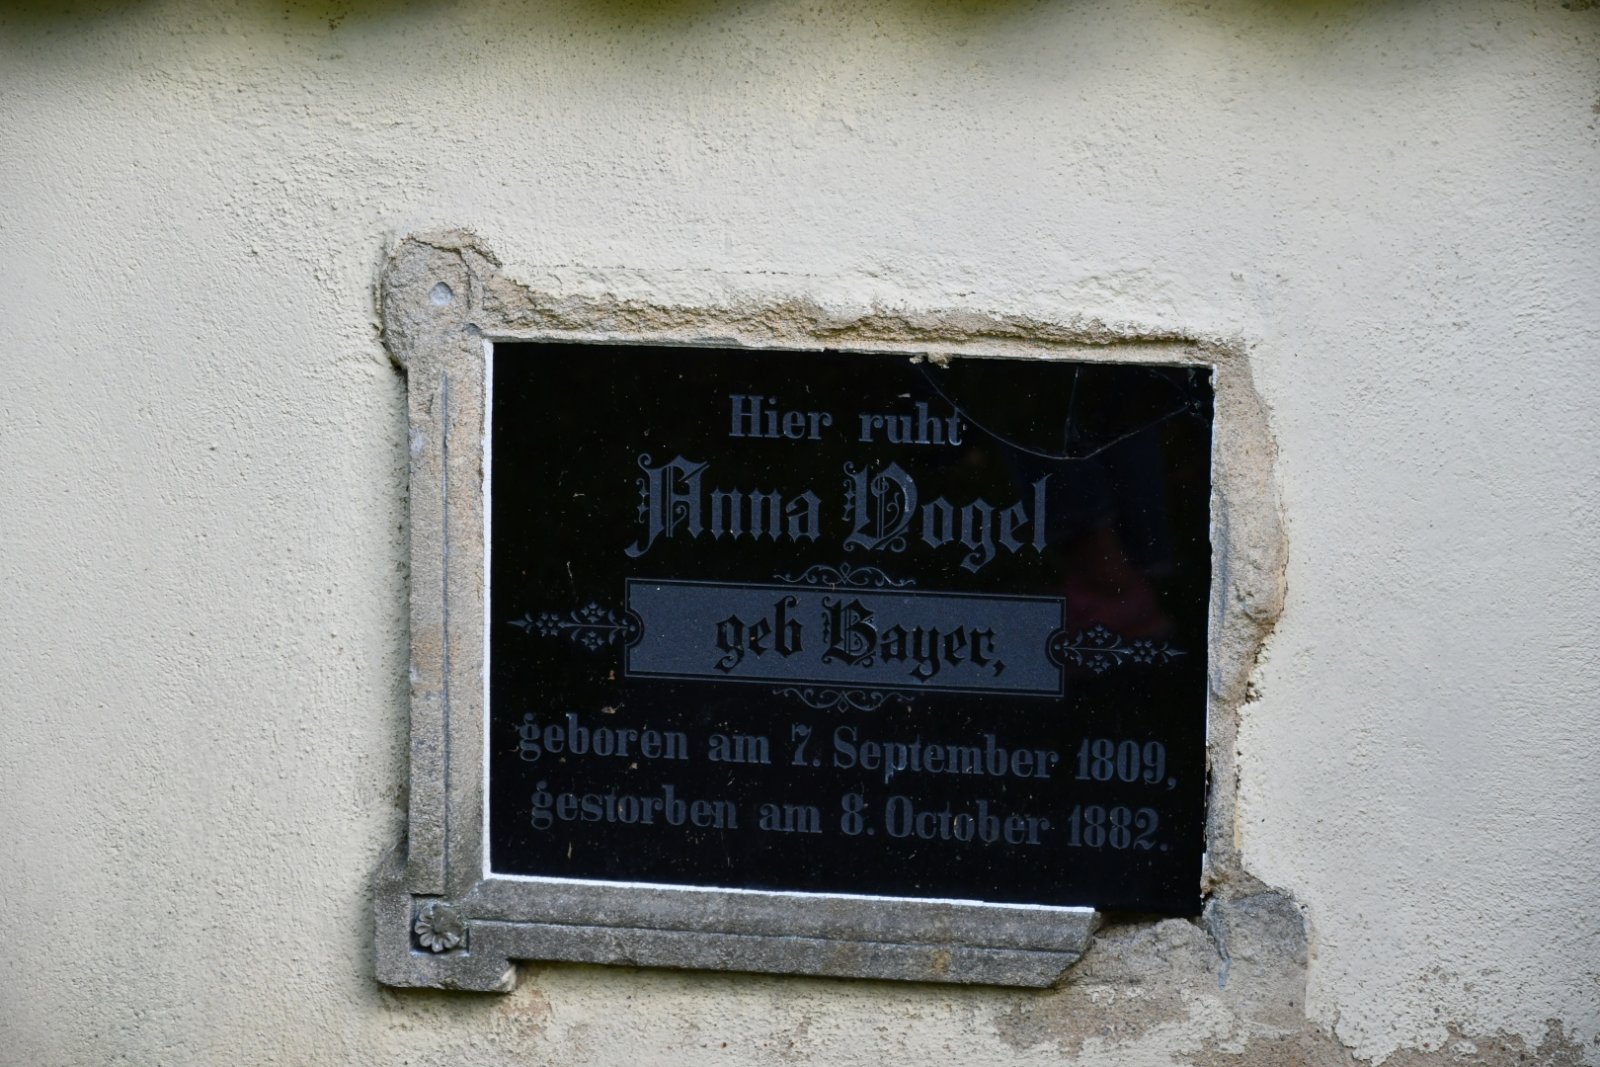 Hier ruht
Anna Vogel
geb Bayer,
geboren am 7. September 1809,
gestorben am 8. October 1882.